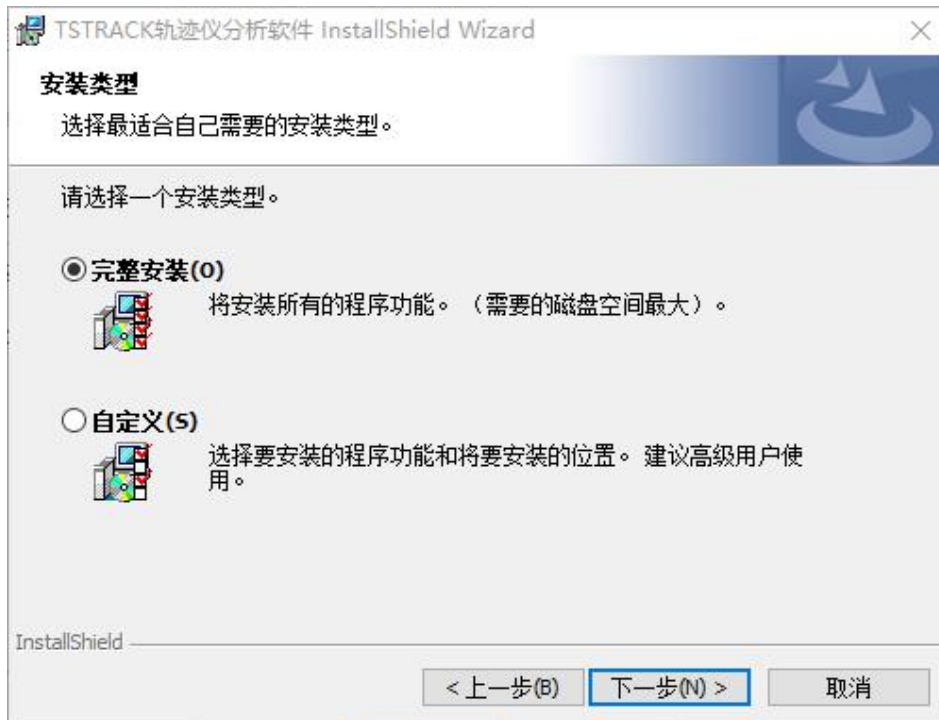 TSTRACK轨迹仪分析软件 InstallShield Wizard
安装类型
选择最适合自己需要的安装类型。
请选择一个安装类型。
完整安装(O)
将安装所有的程序功能。（需要的磁盘空间最大）。
自定义(S)
选择要安装的程序功能和将要安装的位置。建议高级用户使
用。
InstallShield
< 上一步(B) 下一步(N) > 取消